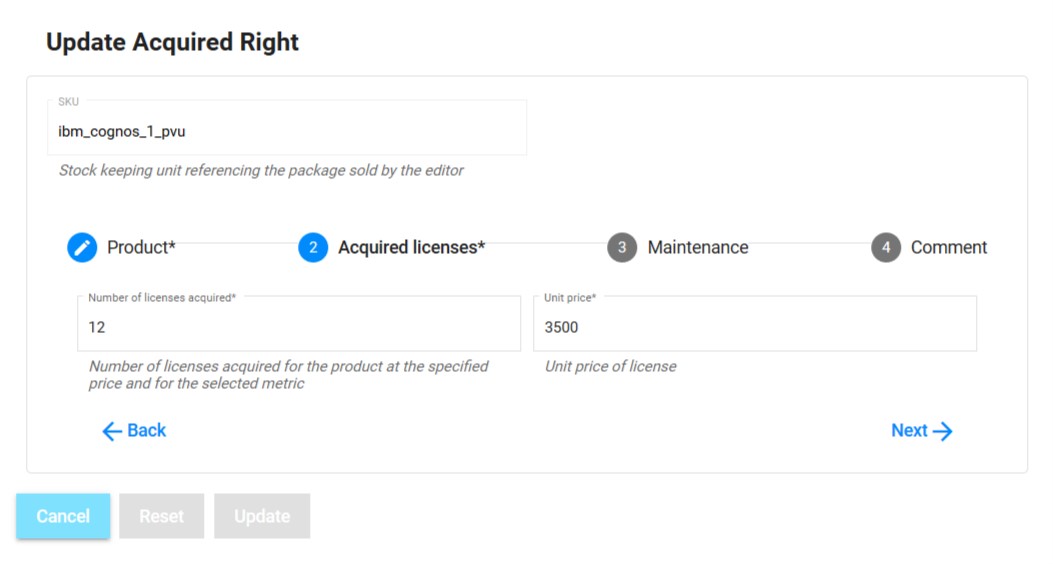 Update Acquired Right
SKU
ibm_cognos_1_pvu
Stock keeping unit referencing the package sold by the editor
Product*
2 Acquired licenses*
3 Maintenance
4 Comment
Number of licenses acquired*
12
Number of licenses acquired for the product at the specified
price and for the selected metric
Unit price*
3500
Unit price of license
Back
Next
Cancel
Reset
Update